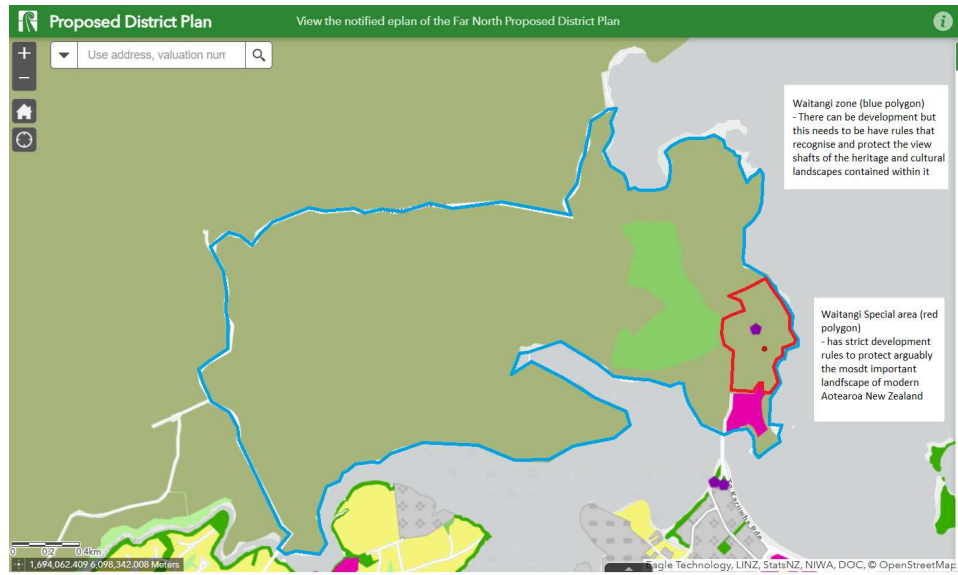 Proposed District Plan
View the notified eplan of the Far North Proposed District Plan
Use address, valuation num
Waitangi zone (blue polygon)
- There can be development but
this needs to be have rules that
recognise and protect the view
shafts of the heritage and cultural
landscapes contained within it
Waitangi Special area (red
polygon)
- has strict development
rules to protect arguably
the mosdt important
landfscape of modern
Aotearoa New Zealand
Te Karuwha Pde
0 0.2 0.4km
1,694,062.409 6,098,342.008 Meters
Eagle Technology, LINZ, StatsNZ, NIWA, DOC, © OpenStreetMap